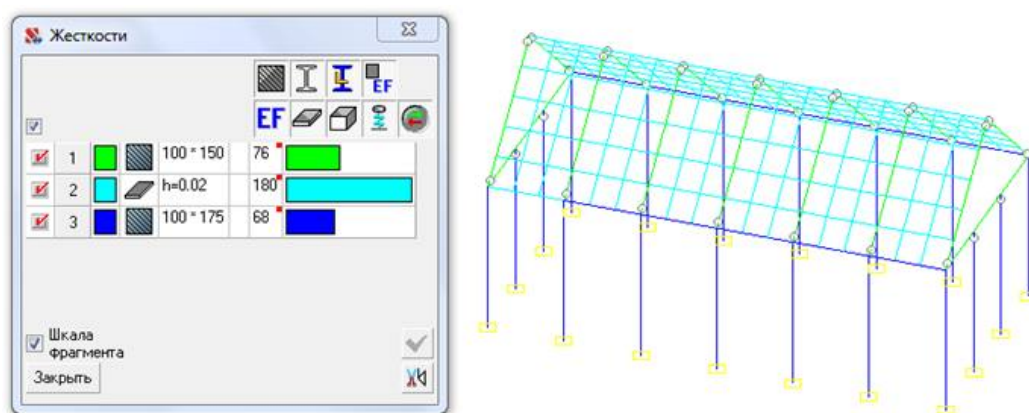 Жесткости
EF
EF
1 100 * 150 76
2 h=0.02 180
3 100 * 175 68
Шкала
фрагмента
Закрыть